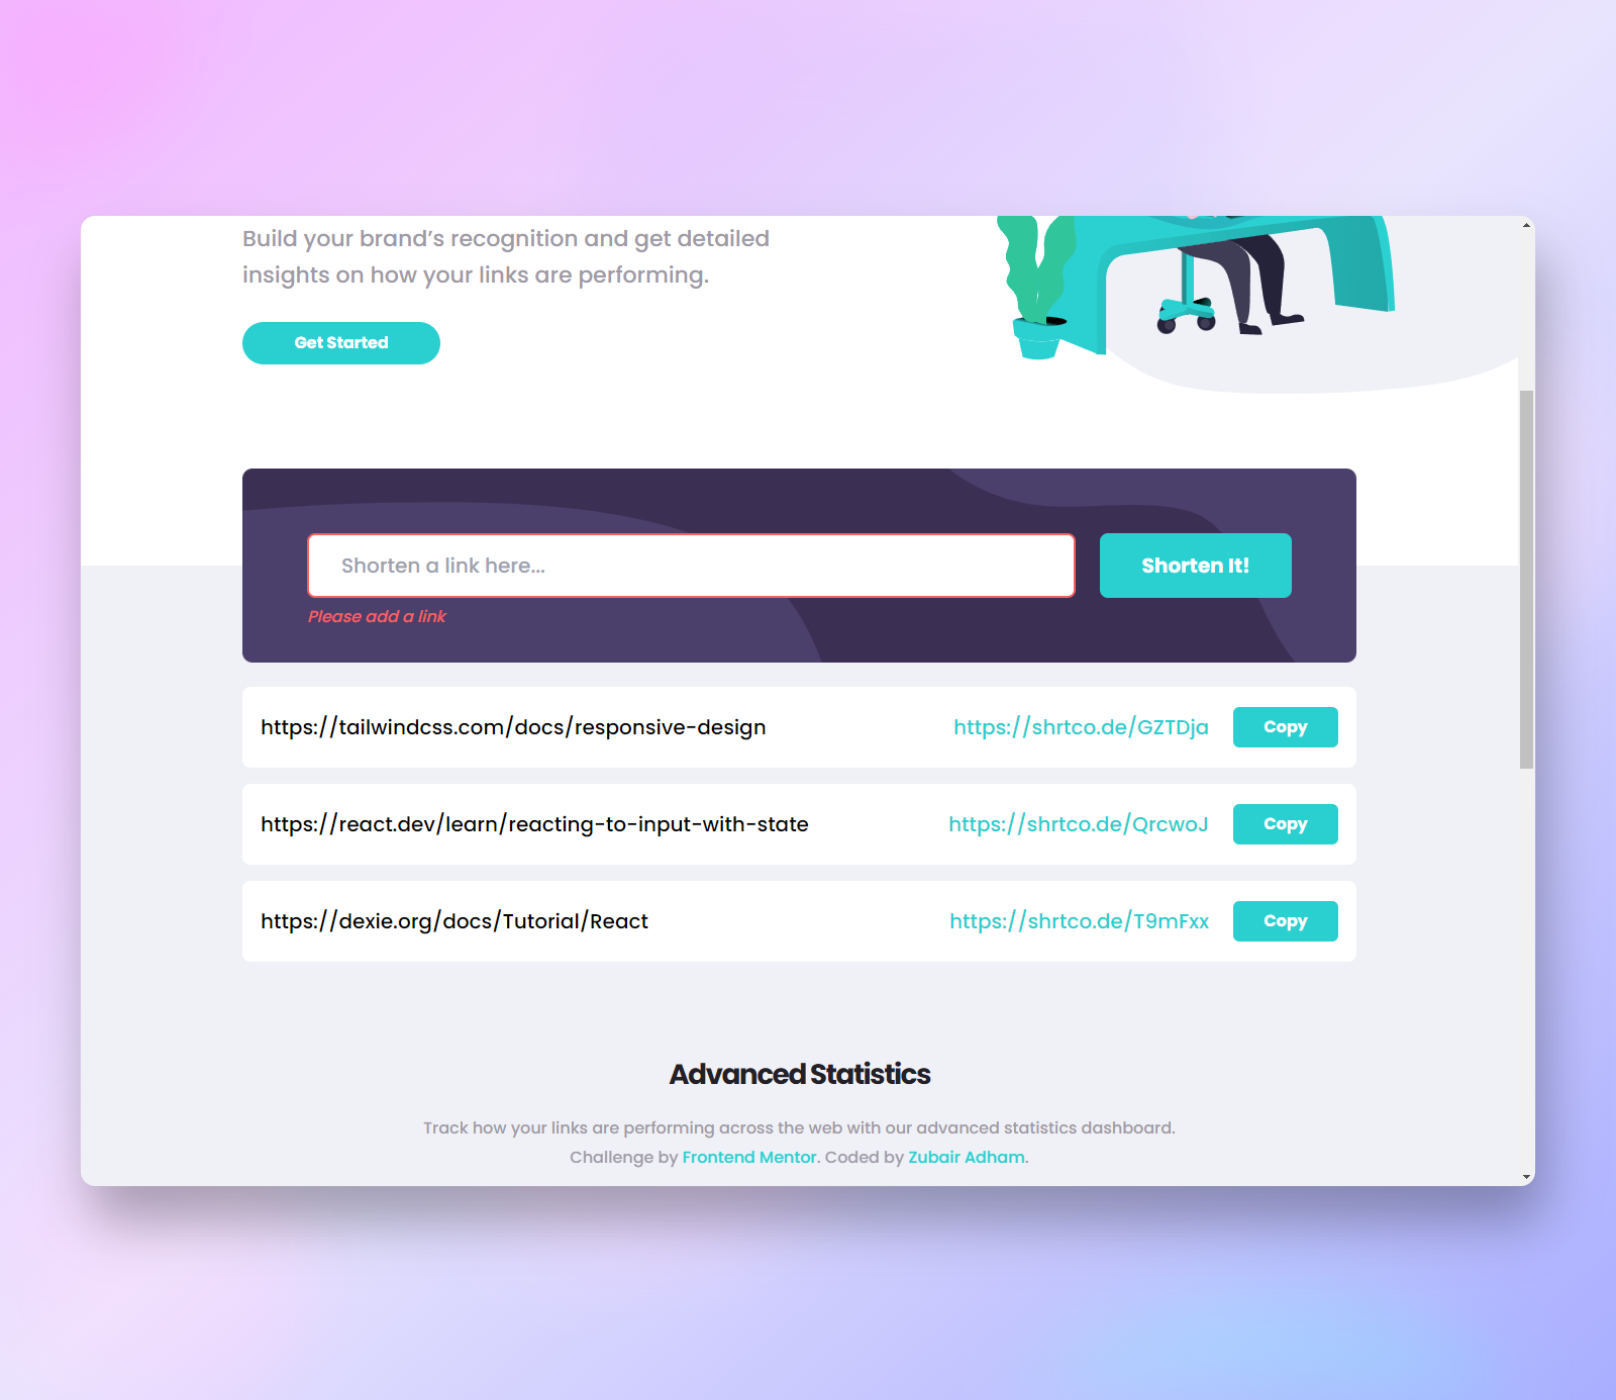 Build your brand’s recognition and get detailed
insights on how your links are performing.
Get Started
Shorten a link here...
Shorten It!
Please add a link
https://tailwindcss.com/docs/responsive-design
https://shrtco.de/GZTDja
Copy
https://react.dev/learn/reacting-to-input-with-state
https://shrtco.de/QrcwoJ
Copy
https://dexie.org/docs/Tutorial/React
https://shrtco.de/T9mFxx
Copy
Advanced Statistics
Track how your links are performing across the web with our advanced statistics dashboard.
Challenge by Frontend Mentor. Coded by Zubair Adham.